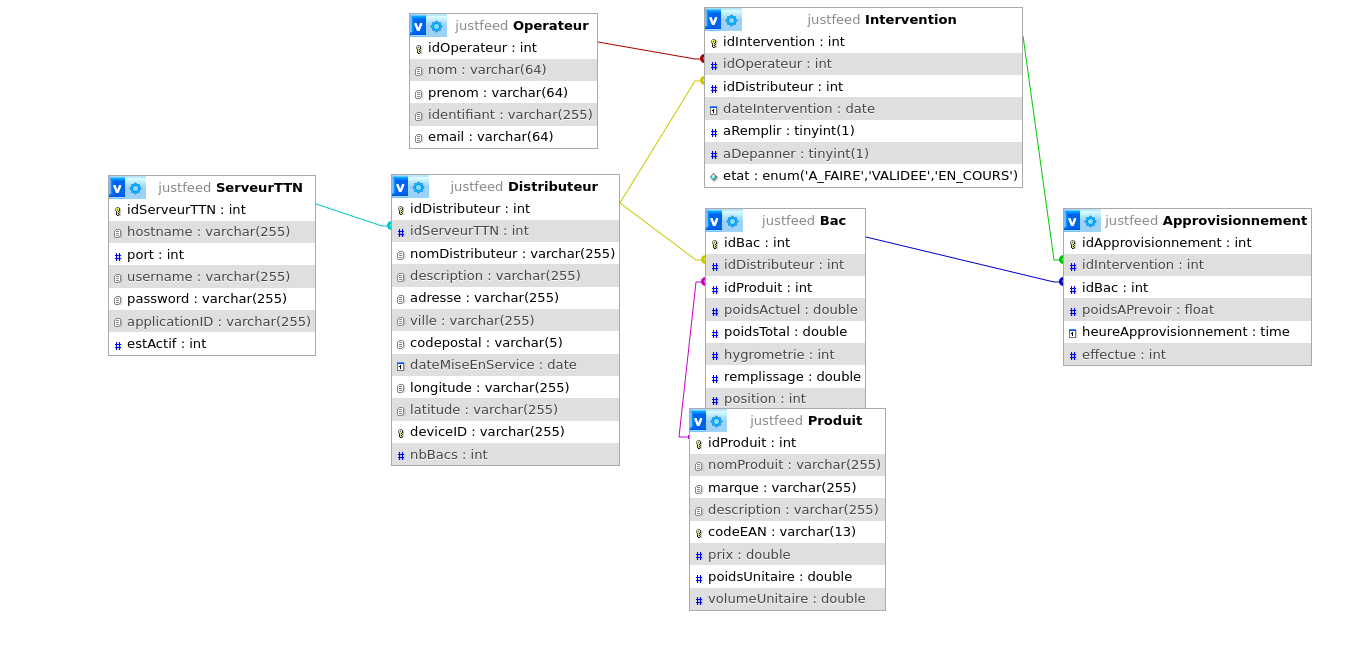 justfeed Operateur
idOperateur : int
nom : varchar(64)
prenom : varchar(64)
identifiant : varchar(255)
email : varchar(64)
justfeed Intervention
idIntervention : int
idOperateur : int
idDistributeur : int
dateIntervention : date
aRemplir : tinyint(1)
aDepanner : tinyint(1)
etat : enum('A_FAIRE','VALIDEE','EN_COURS')
justfeed ServeurTTN
idServeurTTN : int
hostname : varchar(255)
port : int
username : varchar(255)
password : varchar(255)
applicationID : varchar(255)
estActif : int
justfeed Distributeur
idDistributeur : int
idServeurTTN : int
nomDistributeur : varchar(255)
description : varchar(255)
adresse : varchar(255)
ville : varchar(255)
codepostal : varchar(5)
dateMiseEnService : date
longitude : varchar(255)
latitude : varchar(255)
deviceID : varchar(255)
nbBacs : int
justfeed Bac
idBac : int
idDistributeur : int
idProduit : int
poidsActuel : double
poidsTotal : double
hygrometrie : int
remplissage : double
position : int
justfeed Approvisionnement
idApprovisionnement : int
idIntervention : int
idBac : int
poidsAPrevoir : float
heureApprovisionnement : time
effectue : int
justfeed Produit
idProduit : int
nomProduit : varchar(255)
marque : varchar(255)
description : varchar(255)
codeEAN : varchar(13)
prix : double
poidsUnitaire : double
volumeUnitaire : double